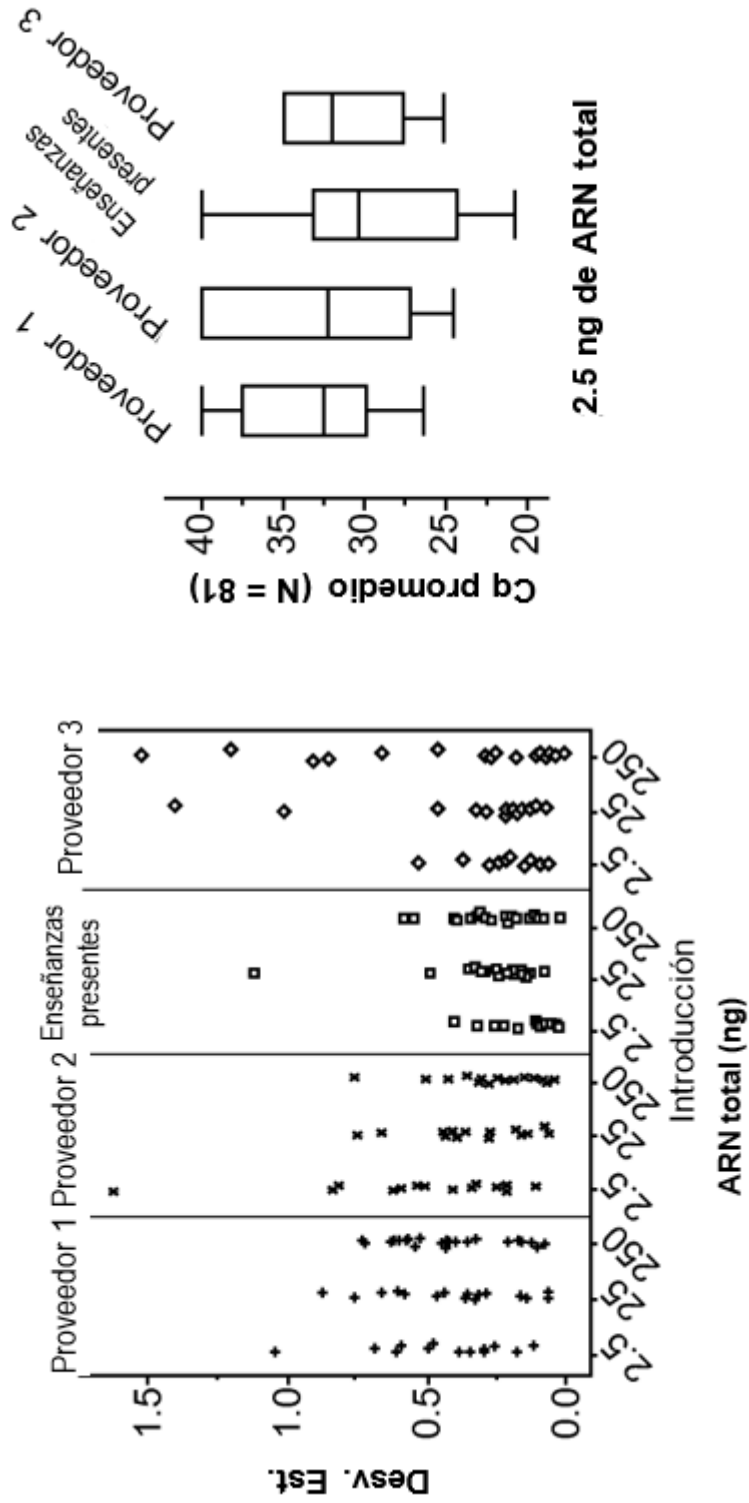 Proveedor 1
Proveedor 2
Enseñanzas
presentes
Proveedor 3
Desv. Est.
1.5
1.0
0.5
0.0
2.5
25
250
2.5
25
250
2.5
25
250
2.5
25
250
Introducción
ARN total (ng)
Proveedor 1
Proveedor 2
Enseñanzas
presentes
Proveedor 3
Cq promedio (N = 81)
40
35
30
25
20
2.5 ng de ARN total